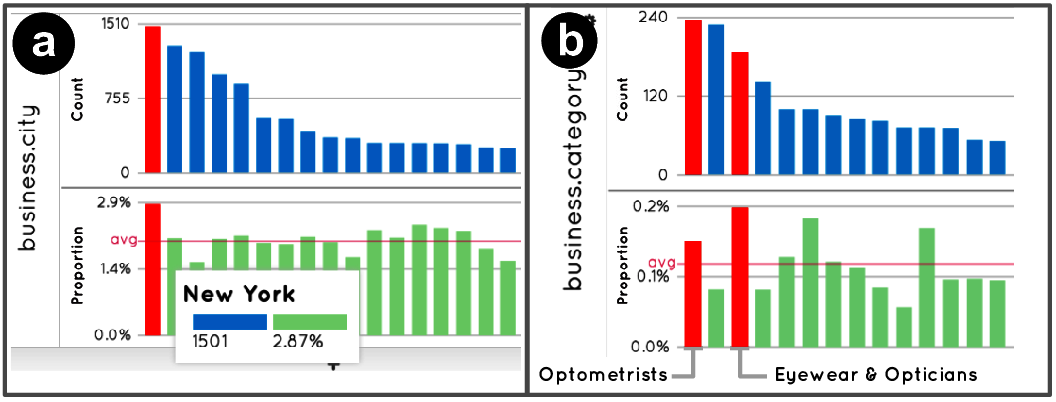 a
business.city
Count
1510
755
0
Proportion
2.9%
avg
1.4%
0.0%
New York
1501 2.87%
b
business.category
Count
240
120
0
Proportion
0.2%
avg
0.1%
0.0%
Optometrists
Eyewear & Opticians